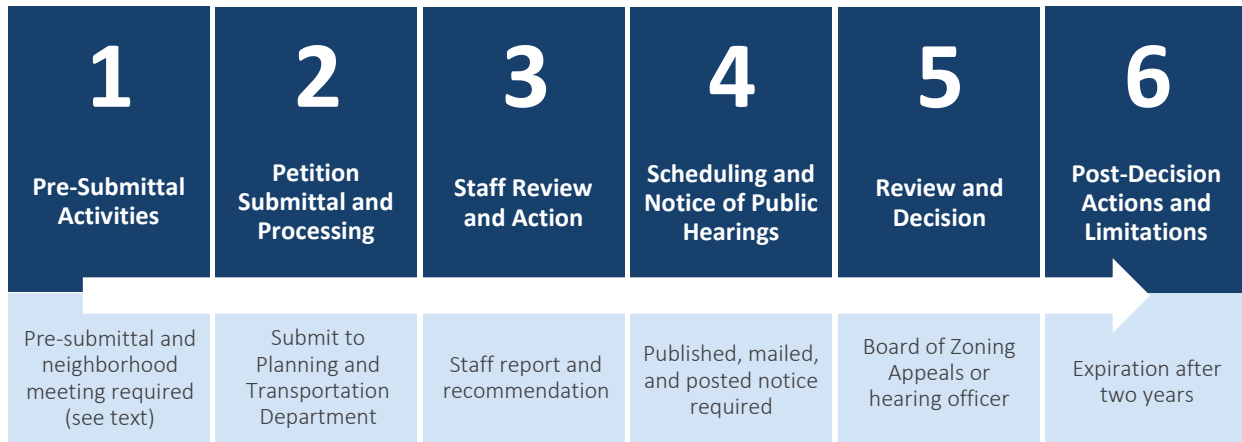 1
Pre-Submittal
Activities
Pre-submittal and
neighborhood
meeting required
(see text)
2
Petition
Submittal and
Processing
Submit to
Planning and
Transportation
Department
3
Staff Review
and Action
Staff report and
recommendation
4
Scheduling and
Notice of Public
Hearings
Published, mailed,
and posted notice
required
5
Review and
Decision
Board of Zoning
Appeals or
hearing officer
6
Post-Decision
Actions and
Limitations
Expiration after
two years